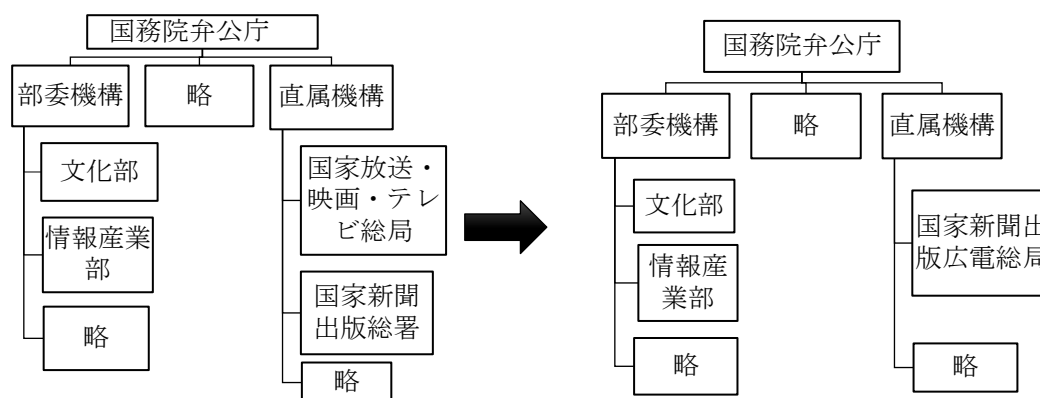 国務院弁公庁
部委機構
略
直属機構
文化部
情報産業
部
略
国家放送・
映画・テレ
ビ総局
国家新聞
出版総署
略
国務院弁公庁
部委機構
略
直属機構
文化部
情報産
業部
略
国家新聞出
版広電総局
略